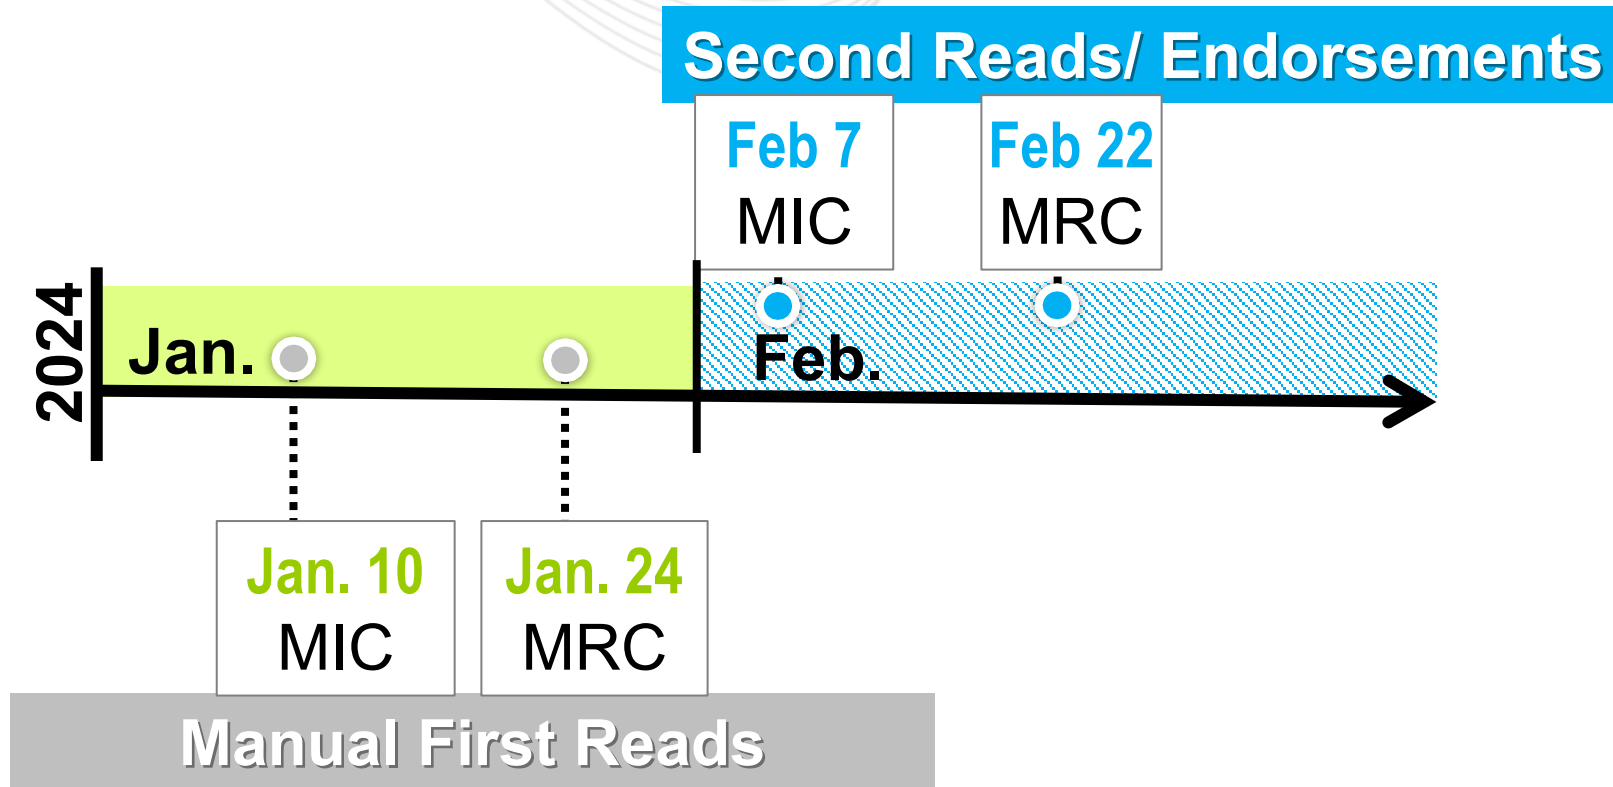 Second Reads/ Endorsements
Feb 7
MIC
Feb 22
MRC
2024
Jan.
Feb.
Jan. 10
MIC
Jan. 24
MRC
Manual First Reads